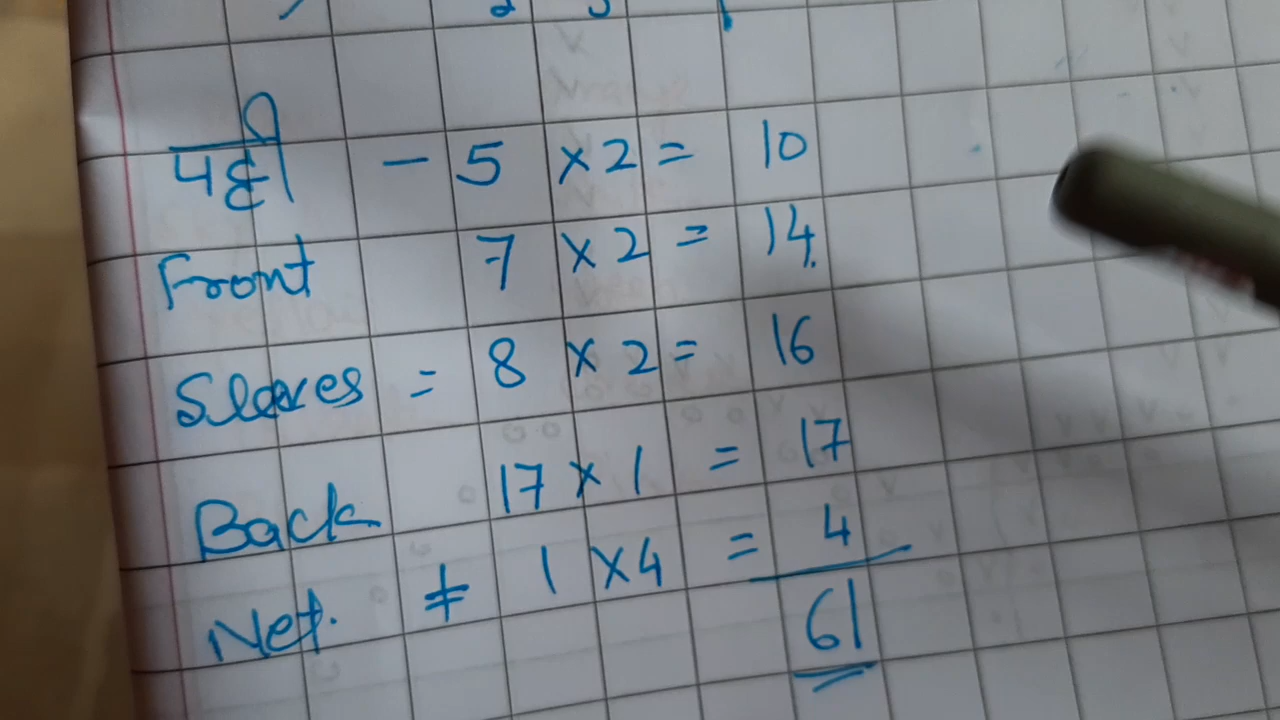 पट्टी - 5 × 2 = 10
Front 7 × 2 = 14.
Sleeves = 8 × 2 = 16
Back 17 × 1 = 17
Net. ≠ 1 × 4 = 4
61